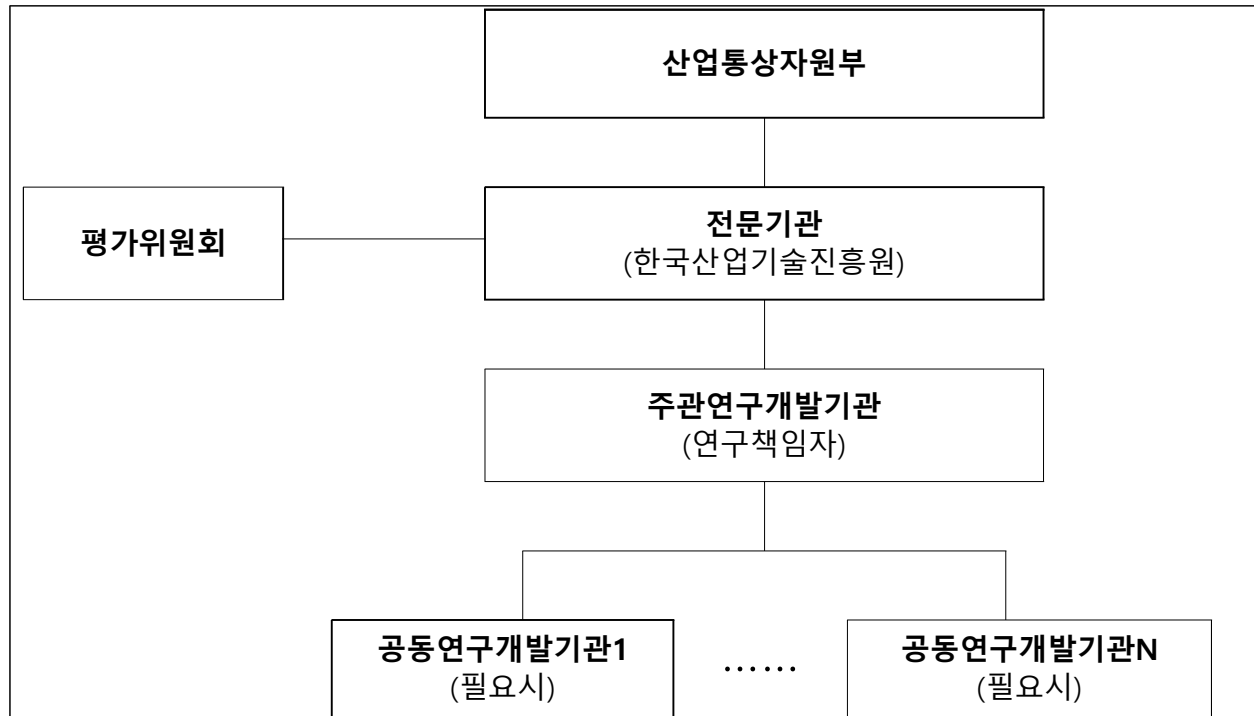 산업통상자원부
평가위원회
전문기관
(한국산업기술진흥원)
주관연구개발기관
(연구책임자)
공동연구개발기관1
(필요시)
……
공동연구개발기관N
(필요시)